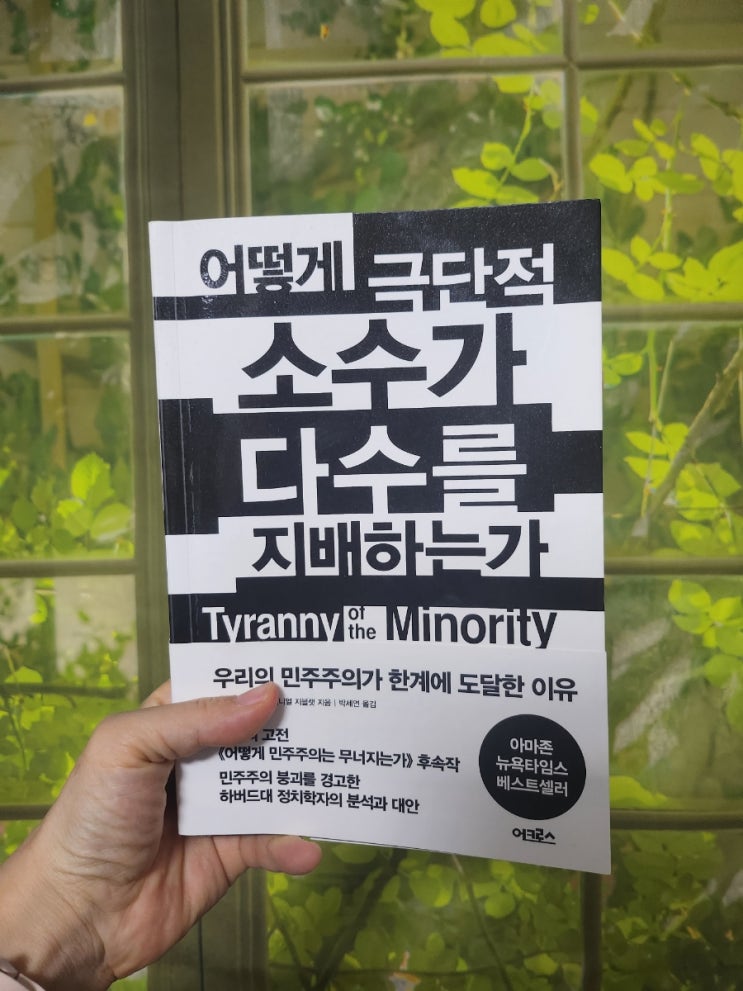 어떻게 극단적
소수가
다수를
지배하는가
Tyranny of the Minority
우리의 민주주의가 한계에 도달한 이유
지블랫 지음 | 박세연 옮김
고전
《어떻게 민주주의는 무너지는가》 후속작
민주주의 붕괴를 경고한
하버드대 정치학자의 분석과 대안
아마존
뉴욕타임스
베스트셀러
어크로스